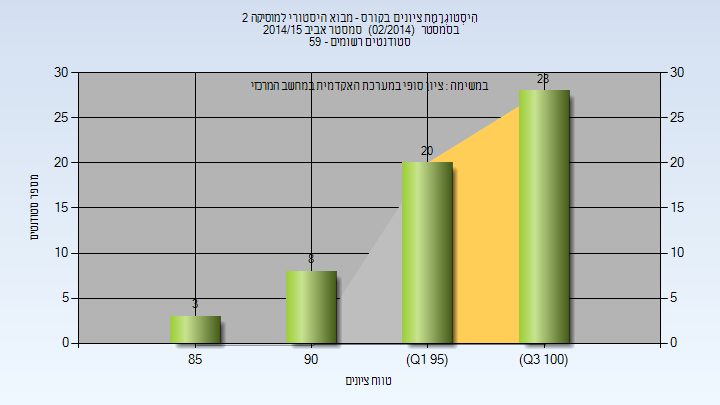 היסטוגרמת ציונים בקורס - מבוא היסטורי למוסיקה 2
בסמסטר (02/2014) סמסטר אביב 2014/15
סטודנטים רשומים - 59
במשימה : ציון סופי במערכת האקדמית במחשב המרכזי
30 30
25 25
20 20
15 15
10 10
5 5
0 0
3
8
20
28
מספר סטודנטים
85 90 (Q1 95) (Q3 100)
טווח ציונים